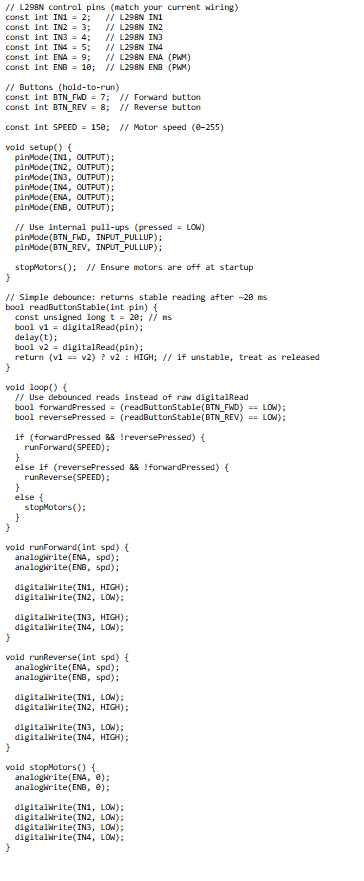 // L298N control pins (match your current wiring)
const int IN1 = 2;   // L298N IN1
const int IN2 = 3;   // L298N IN2
const int IN3 = 4;   // L298N IN3
const int IN4 = 5;   // L298N IN4
const int ENA = 9;   // L298N ENA (PWM)
const int ENB = 10;  // L298N ENB (PWM)

// Buttons (hold-to-run)
const int BTN_FWD = 7;  // Forward button
const int BTN_REV = 8;  // Reverse button

const int SPEED = 150;  // Motor speed (0–255)

void setup() {
  pinMode(IN1, OUTPUT);
  pinMode(IN2, OUTPUT);
  pinMode(IN3, OUTPUT);
  pinMode(IN4, OUTPUT);
  pinMode(ENA, OUTPUT);
  pinMode(ENB, OUTPUT);

  // Use internal pull-ups (pressed = LOW)
  pinMode(BTN_FWD, INPUT_PULLUP);
  pinMode(BTN_REV, INPUT_PULLUP);

  stopMotors();  // Ensure motors are off at startup
}

// Simple debounce: returns stable reading after ~20 ms
bool readButtonStable(int pin) {
  const unsigned long t = 20; // ms
  bool v1 = digitalRead(pin);
  delay(t);
  bool v2 = digitalRead(pin);
  return (v1 == v2) ? v2 : HIGH; // if unstable, treat as released
}

void loop() {
  // Use debounced reads instead of raw digitalRead
  bool forwardPressed = (readButtonStable(BTN_FWD) == LOW);
  bool reversePressed = (readButtonStable(BTN_REV) == LOW);

  if (forwardPressed && !reversePressed) {
    runForward(SPEED);
  }
  else if (reversePressed && !forwardPressed) {
    runReverse(SPEED);
  }
  else {
    stopMotors();
  }
}

void runForward(int spd) {
  analogWrite(ENA, spd);
  analogWrite(ENB, spd);

  digitalWrite(IN1, HIGH);
  digitalWrite(IN2, LOW);

  digitalWrite(IN3, HIGH);
  digitalWrite(IN4, LOW);
}

void runReverse(int spd) {
  analogWrite(ENA, spd);
  analogWrite(ENB, spd);

  digitalWrite(IN1, LOW);
  digitalWrite(IN2, HIGH);

  digitalWrite(IN3, LOW);
  digitalWrite(IN4, HIGH);
}

void stopMotors() {
  analogWrite(ENA, 0);
  analogWrite(ENB, 0);

  digitalWrite(IN1, LOW);
  digitalWrite(IN2, LOW);
  digitalWrite(IN3, LOW);
  digitalWrite(IN4, LOW);
}